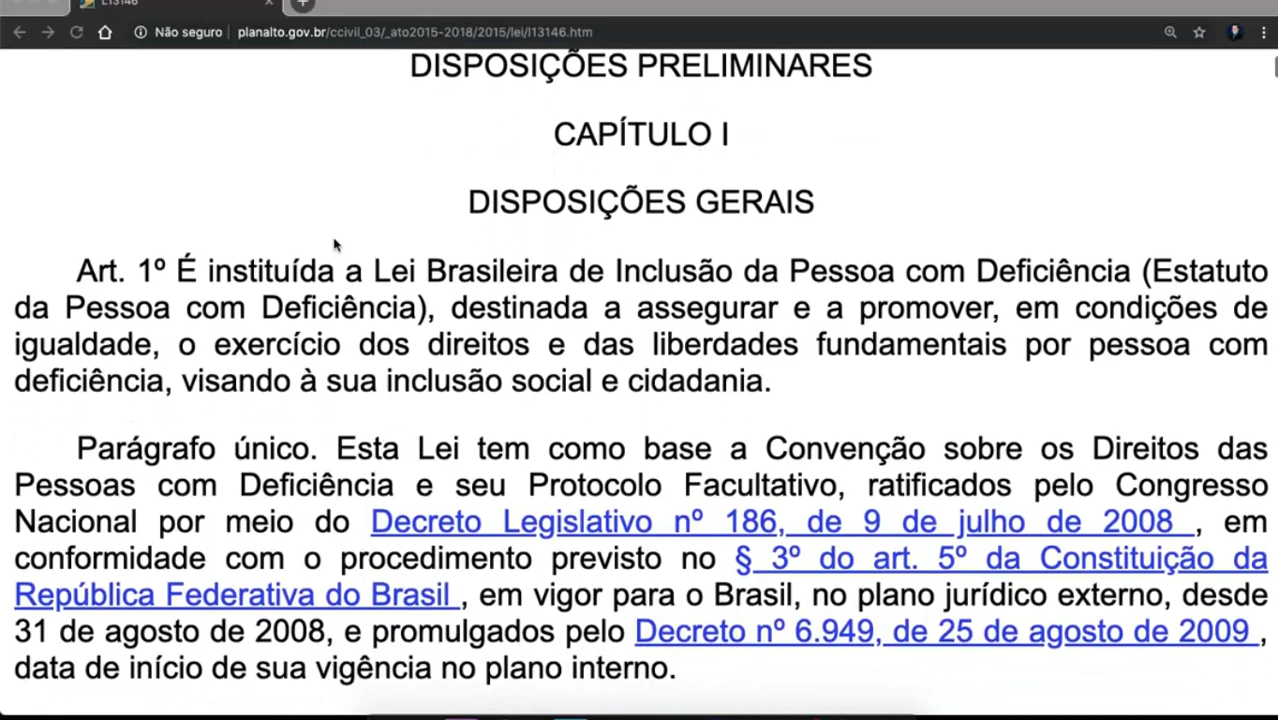 L13146
Não seguro
planalto.gov.br/ccivil_03/_ato2015-2018/2015/lei/l13146.htm
DISPOSIÇÕES PRELIMINARES
CAPÍTULO I
DISPOSIÇÕES GERAIS
Art. 1º É instituída a Lei Brasileira de Inclusão da Pessoa com Deficiência (Estatuto
da Pessoa com Deficiência), destinada a assegurar e a promover, em condições de
igualdade, o exercício dos direitos e das liberdades fundamentais por pessoa com
deficiência, visando à sua inclusão social e cidadania.
Parágrafo único. Esta Lei tem como base a Convenção sobre os Direitos das
Pessoas com Deficiência e seu Protocolo Facultativo, ratificados pelo Congresso
Nacional por meio do Decreto Legislativo nº 186, de 9 de julho de 2008 , em
conformidade com o procedimento previsto no § 3º do art. 5º da Constituição da
República Federativa do Brasil , em vigor para o Brasil, no plano jurídico externo, desde
31 de agosto de 2008, e promulgados pelo Decreto nº 6.949, de 25 de agosto de 2009 ,
data de início de sua vigência no plano interno.